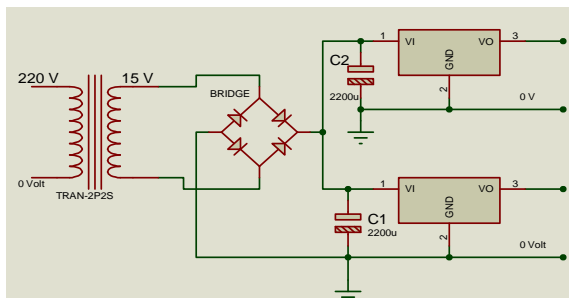 220 V
15 V
0 Volt
TRAN-2P2S
BRIDGE
C2
2200u
1
VI
VO
3
GND
2
0 V
C1
2200u
1
VI
VO
3
GND
2
0 Volt